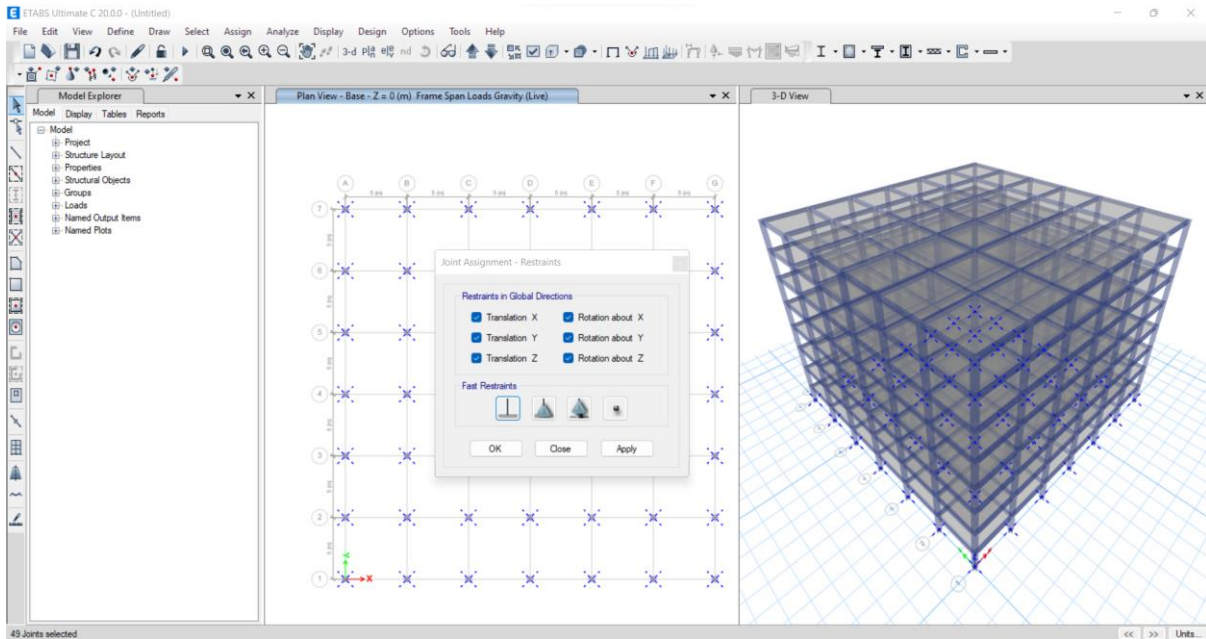 ETABS Ultimate C 20.0.0 - (Untitled)
File Edit View Define Draw Select Assign Analyze Display Design Options Tools Help
3-d nd
Model Explorer
Plan View - Base - Z = 0 (m) Frame Span Loads Gravity (Live)
3-D View
Model Display Tables Reports
Model
Project
Structure Layout
Properties
Structural Objects
Groups
Loads
Named Output Items
Named Plots
A B C D E F G
7
6
5
4
3
2
1
Y
X
Joint Assignment - Restraints
Restraints in Global Directions
Translation X Rotation about X
Translation Y Rotation about Y
Translation Z Rotation about Z
Fast Restraints
OK Close Apply
49 Joints selected
<< >> Units...